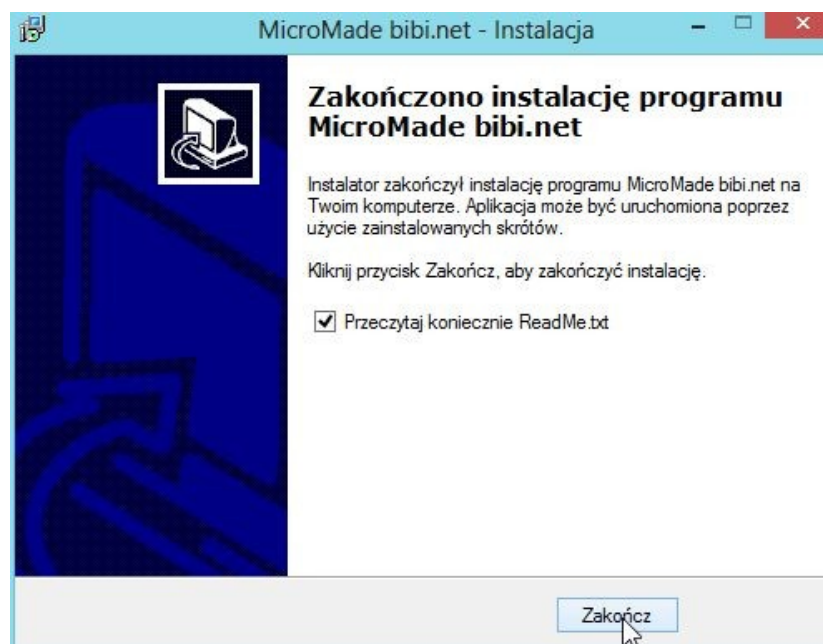 MicroMade bibi.net - Instalacja
Zakończono instalację programu
MicroMade bibi.net
Instalator zakończył instalację programu MicroMade bibi.net na
Twoim komputerze. Aplikacja może być uruchomiona poprzez
użycie zainstalowanych skrótów.
Kliknij przycisk Zakończ, aby zakończyć instalację.
Przeczytaj koniecznie ReadMe.txt
Zakończ